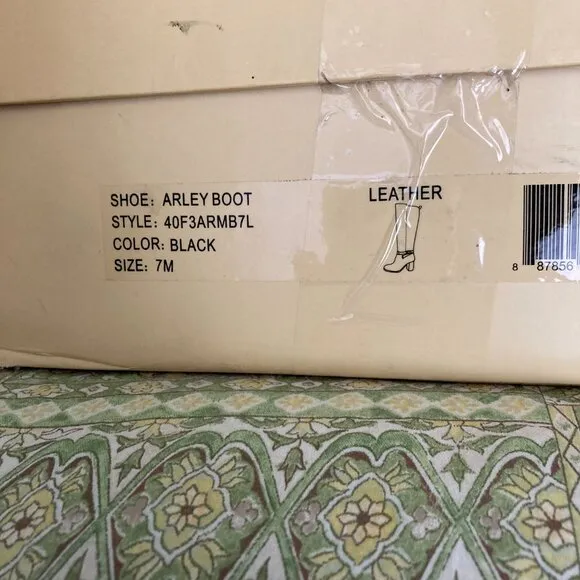 SHOE: ARLEY BOOT
STYLE: 40F3ARMB7L
COLOR: BLACK
SIZE: 7M
LEATHER
8 87856